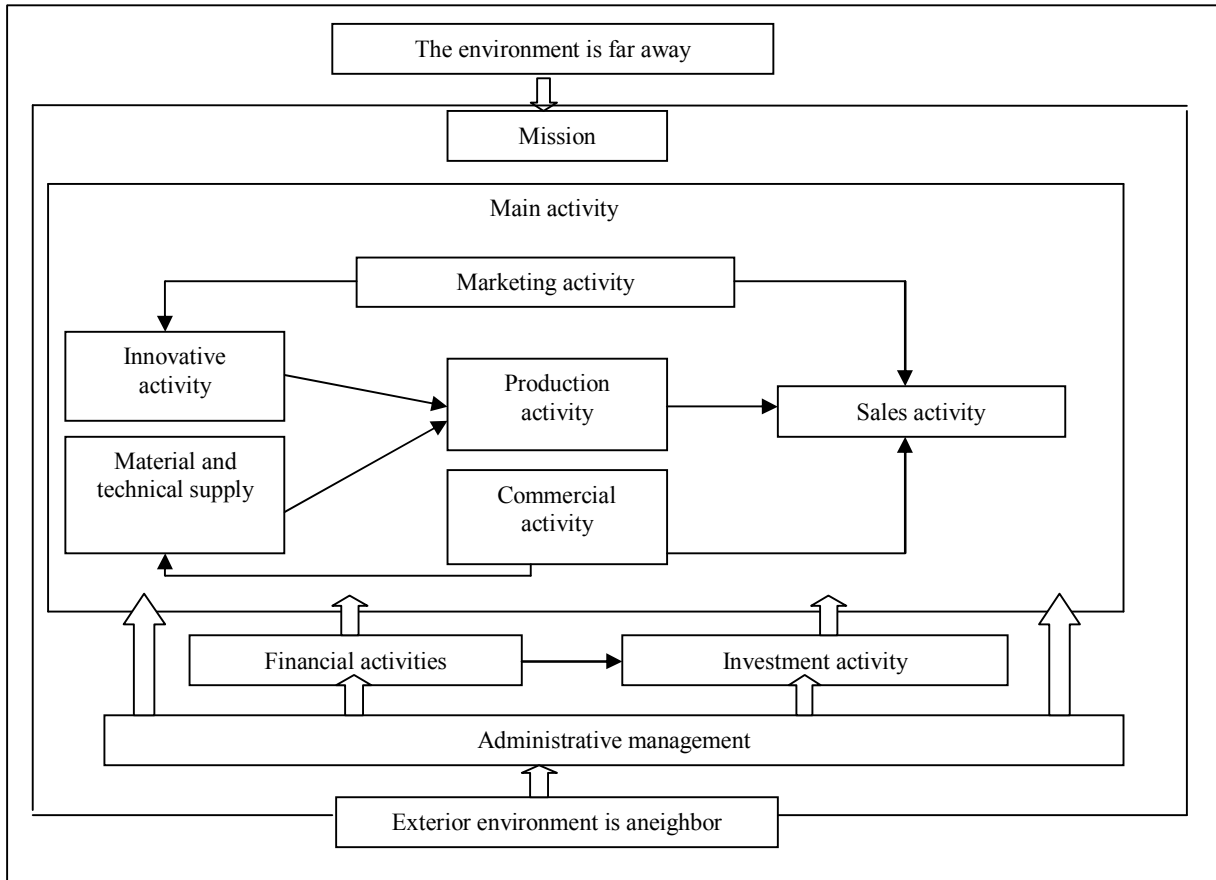 The environment is far away
Mission
Main activity
Marketing activity
Innovative
activity
Production
activity
Sales activity
Material and
technical supply
Commercial
activity
Financial activities
Investment activity
Administrative management
Exterior environment is aneighbor